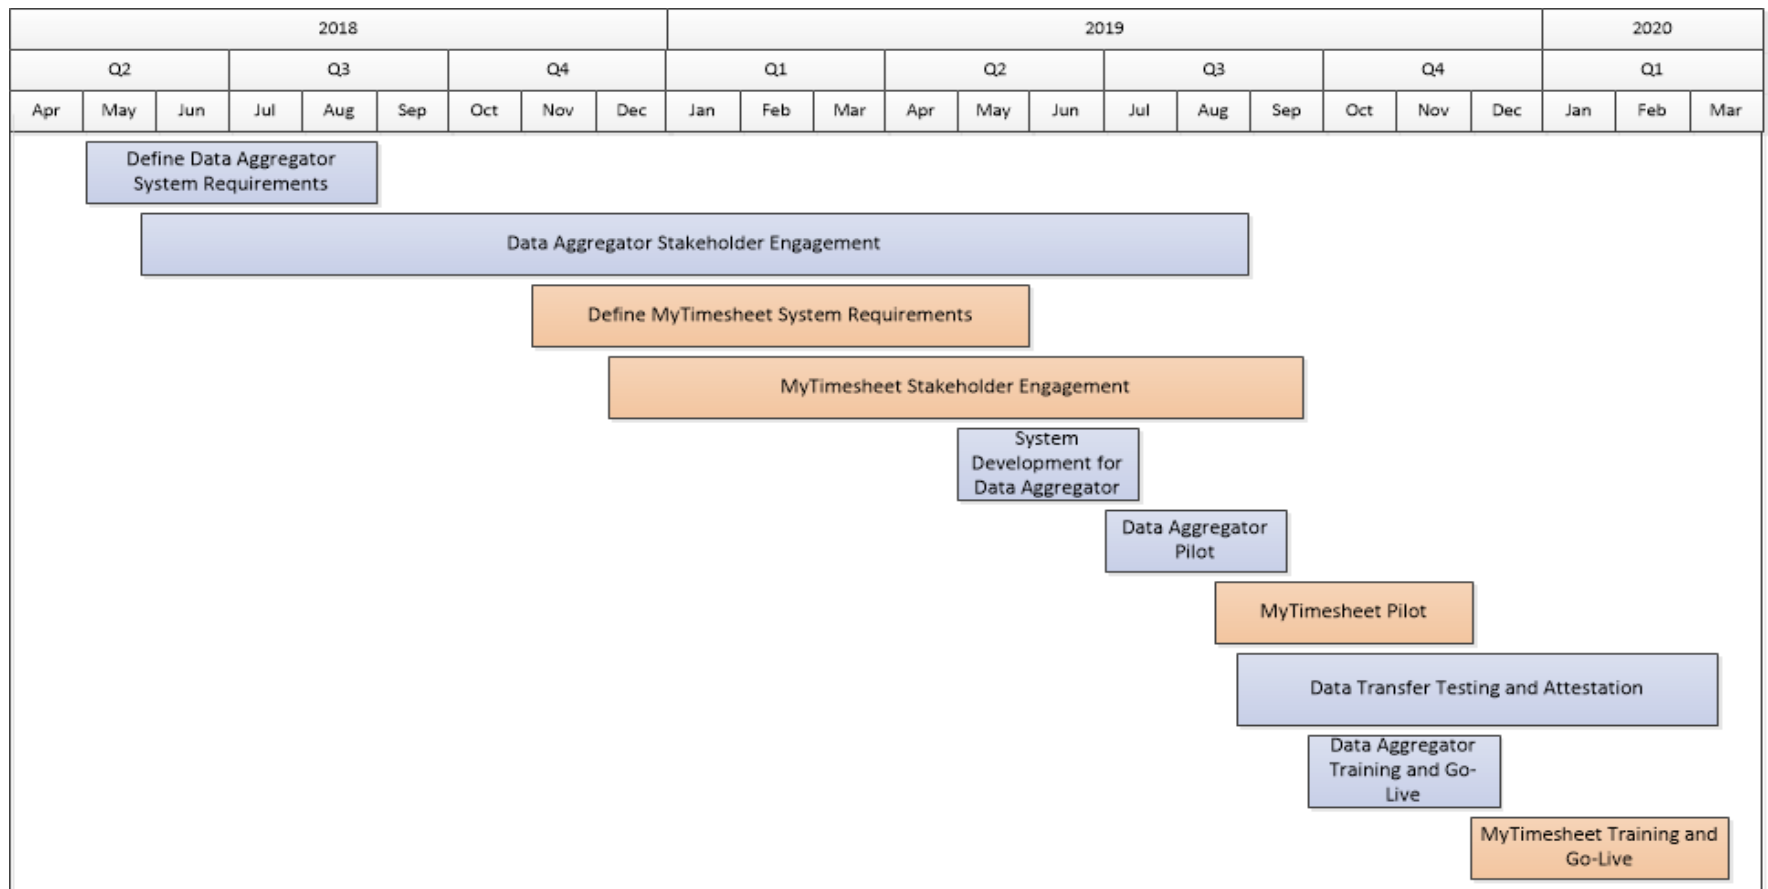 2018 2019 2020
Q2 Q3 Q4 Q1 Q2 Q3 Q4 Q1
Apr May Jun Jul Aug Sep Oct Nov Dec Jan Feb Mar Apr May Jun Jul Aug Sep Oct Nov Dec Jan Feb Mar
Define Data Aggregator
System Requirements
Data Aggregator Stakeholder Engagement
Define MyTimesheet System Requirements
MyTimesheet Stakeholder Engagement
System
Development for
Data Aggregator
Data Aggregator
Pilot
MyTimesheet Pilot
Data Transfer Testing and Attestation
Data Aggregator
Training and Go-
Live
MyTimesheet Training and
Go-Live